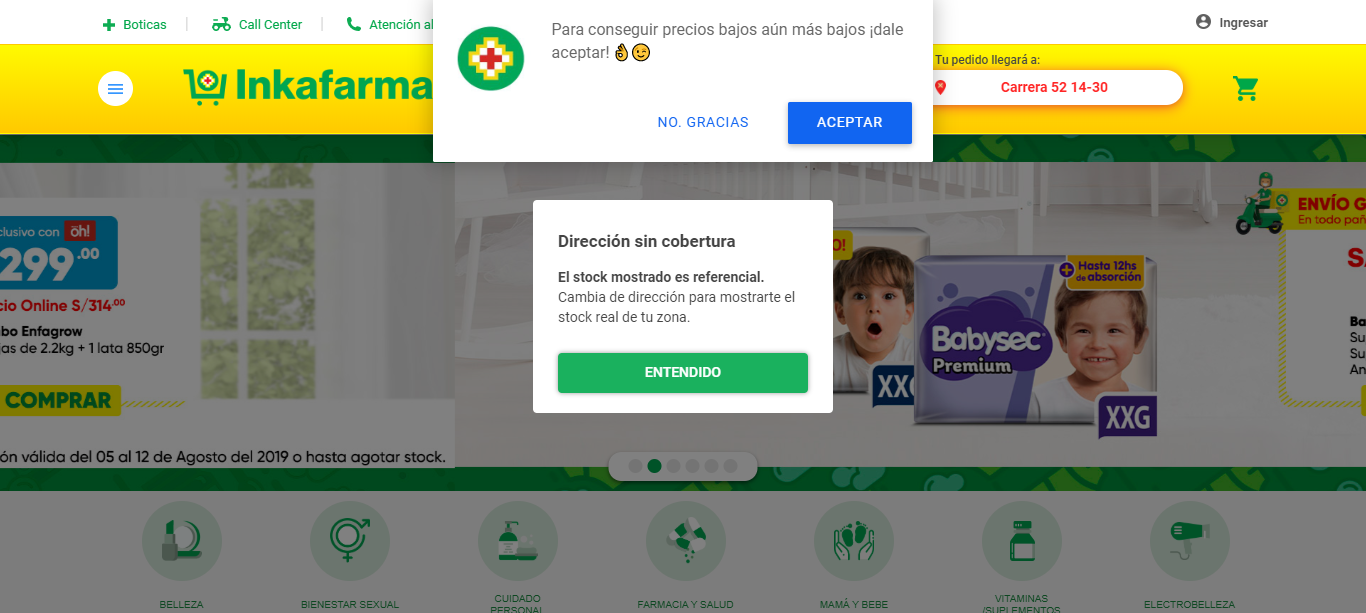 Boticas
Call Center
Atención al
Ingresar
Para conseguir precios bajos aún más bajos ¡dale
aceptar! 👌😉
NO. GRACIAS
ACEPTAR
Inkafarma
Tu pedido llegará a:
Carrera 52 14-30
clusivo con öh!
299.00
cio Online S/314.00
bo Enfagrow
as de 2.2kg + 1 lata 850gr
COMPRAR
ón válida del 05 al 12 de Agosto del 2019 o hasta agotar stock.
Dirección sin cobertura
El stock mostrado es referencial.
Cambia de dirección para mostrarte el
stock real de tu zona.
ENTENDIDO
O!
Hasta 12hs
de absorción
Babysec
Premium
XXG
XXG
ENVÍO G
En todo pañ
S/
Ba
Su
Su
An
BELLEZA
BIENESTAR SEXUAL
CUIDADO
PERSONAL
FARMACIA Y SALUD
MAMÁ Y BEBE
VITAMINAS
/SUPLEMENTOS
ELECTROBELLEZA